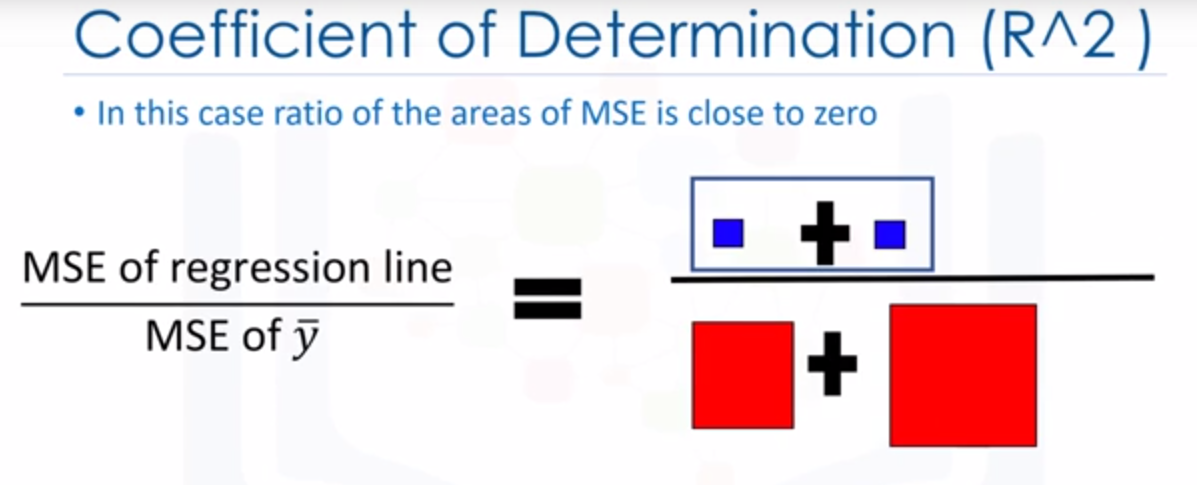 Coefficient of Determination (R^2 )
• In this case ratio of the areas of MSE is close to zero
MSE of regression line
MSE of ȳ
=
+
+